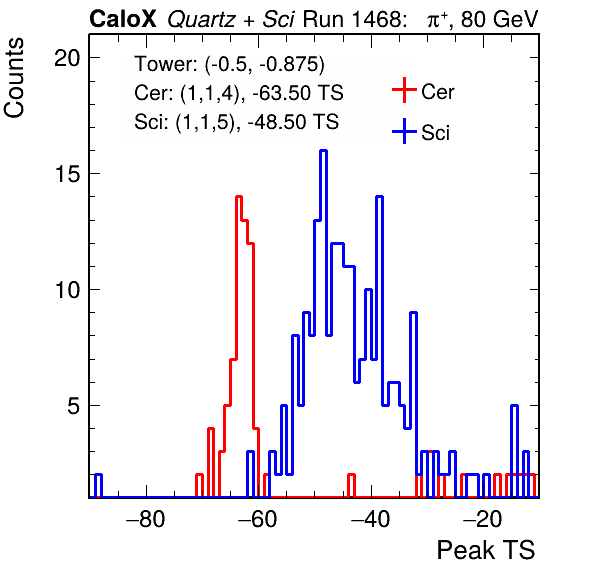 CaloX Quartz + Sci Run 1468: π+, 80 GeV
Counts
Tower: (-0.5, -0.875)
Cer: (1,1,4), -63.50 TS
Sci: (1,1,5), -48.50 TS
Cer
Sci
20
15
10
5
−80 −60 −40 −20
Peak TS